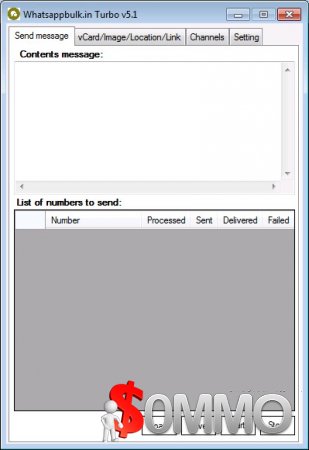 Whatsappbulk.in Turbo v5.1
Send message vCard/Image/Location/Link Channels Setting
Contents message:
List of numbers to send:
Number Processed Sent Delivered Failed
$OMMO